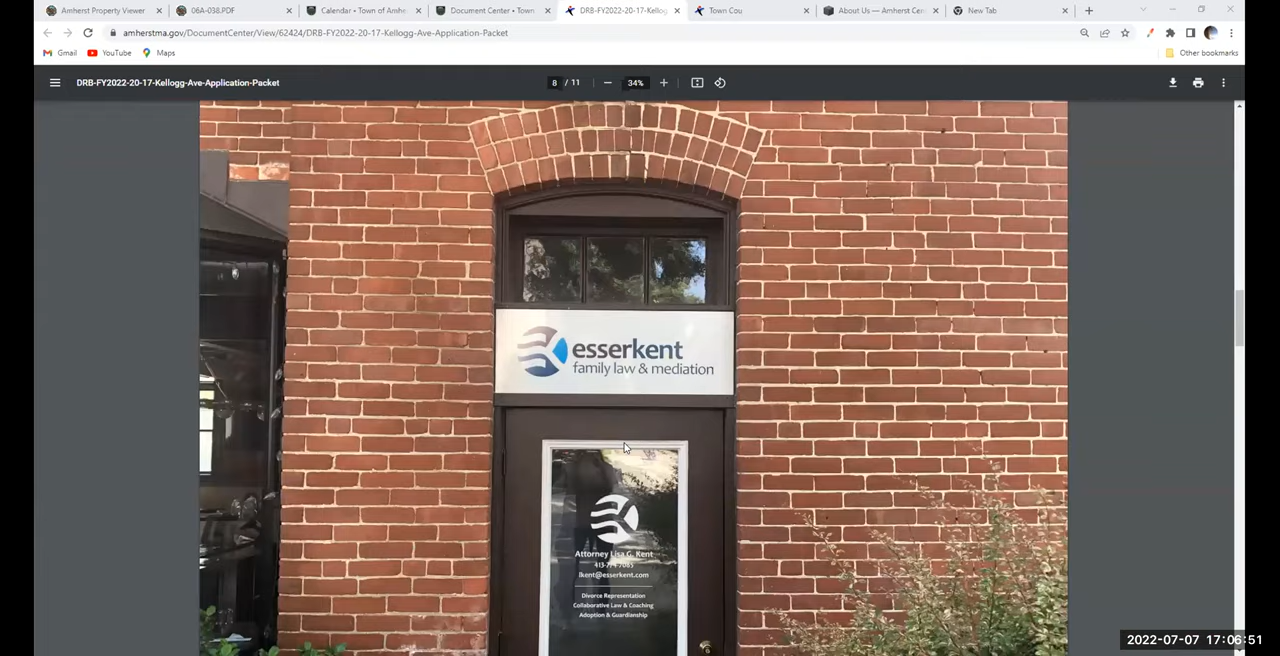 Amherst Property Viewer
06A-038.PDF
Calendar • Town of Amhe
Document Center • Town
DRB-FY2022-20-17-Kellog
Town Cou
About Us — Amherst Cen
New Tab
amherstma.gov/DocumentCenter/View/62424/DRB-FY2022-20-17-Kellogg-Ave-Application-Packet
Gmail
YouTube
Maps
Other bookmarks
DRB-FY2022-20-17-Kellogg-Ave-Application-Packet
8 / 11
34%
esserkent
family law & mediation
Attorney Lisa G. Kent
lkent@esserkent.com
Divorce Representation
Collaborative Law & Coaching
Adoption & Guardianship
2022-07-07 17:06:51